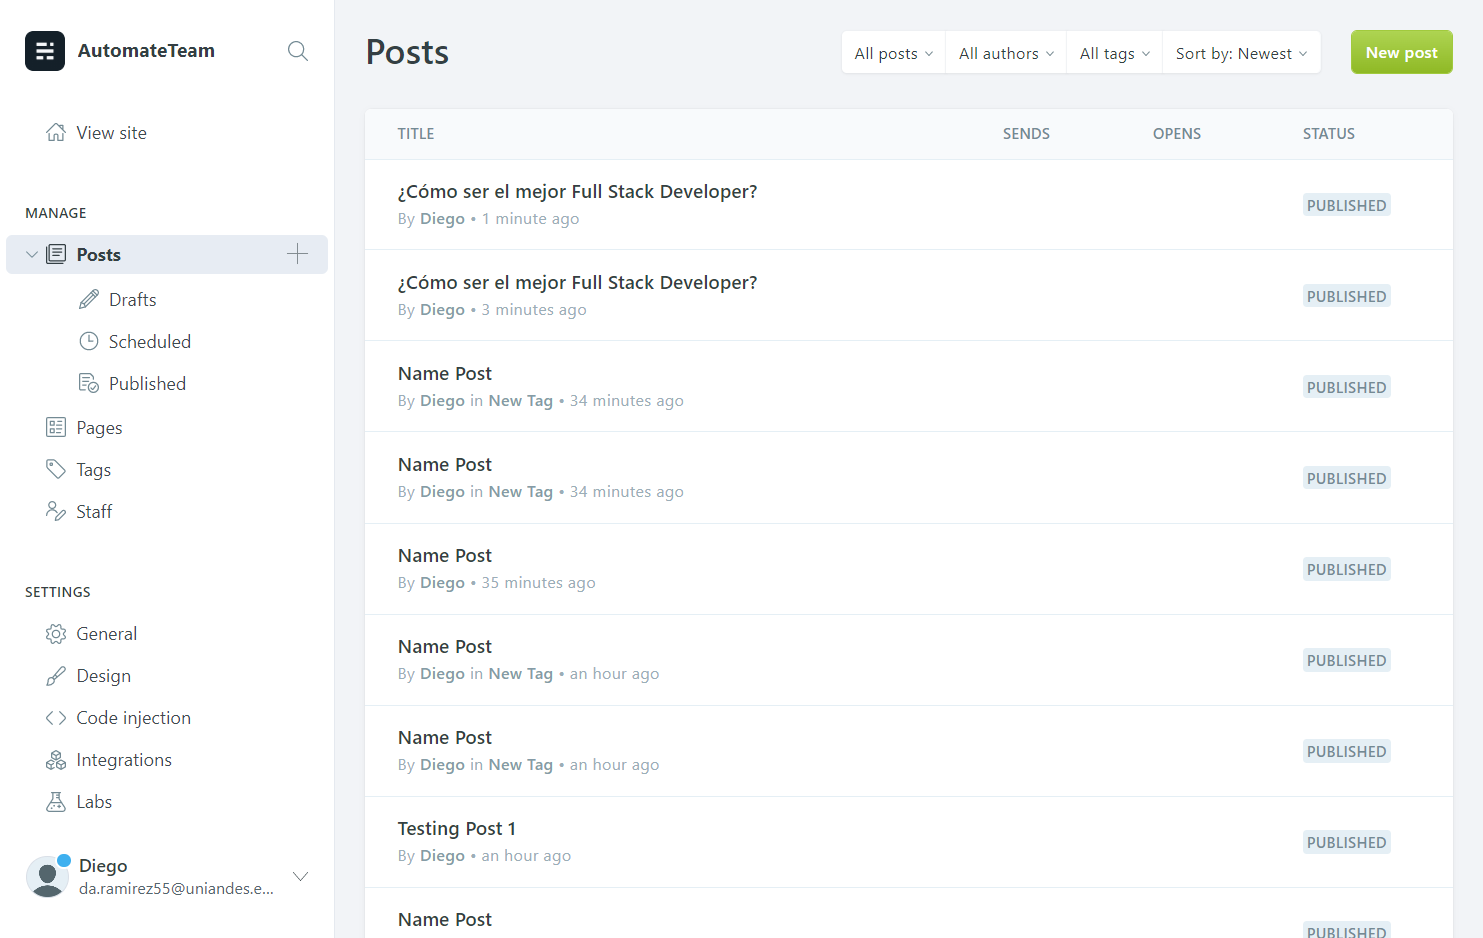 AutomateTeam
View site
MANAGE
Posts
Drafts
Scheduled
Published
Pages
Tags
Staff
SETTINGS
General
Design
Code injection
Integrations
Labs
Diego
da.ramirez55@uniandes.e...
Posts
All posts
All authors
All tags
Sort by: Newest
New post
TITLE SENDS OPENS STATUS
¿Cómo ser el mejor Full Stack Developer?
By Diego • 1 minute ago
PUBLISHED
¿Cómo ser el mejor Full Stack Developer?
By Diego • 3 minutes ago
PUBLISHED
Name Post
By Diego in New Tag • 34 minutes ago
PUBLISHED
Name Post
By Diego in New Tag • 34 minutes ago
PUBLISHED
Name Post
By Diego • 35 minutes ago
PUBLISHED
Name Post
By Diego in New Tag • an hour ago
PUBLISHED
Name Post
By Diego in New Tag • an hour ago
PUBLISHED
Testing Post 1
By Diego • an hour ago
PUBLISHED
Name Post
PUBLISHED